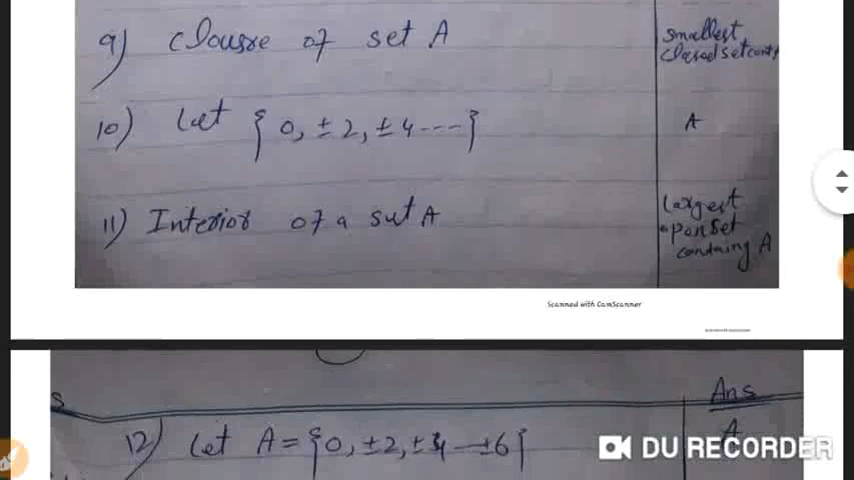 9) Clousre of set A
smallest
closed set cont,
10) Let { 0, ±2, ±4 --- }
A
11) Interior of a set A
largest
open set
containg A
Scanned with CamScanner
s
Ans
12) Let A = { 0, ±2, ±4 — ±6 }
A
DU RECORDER